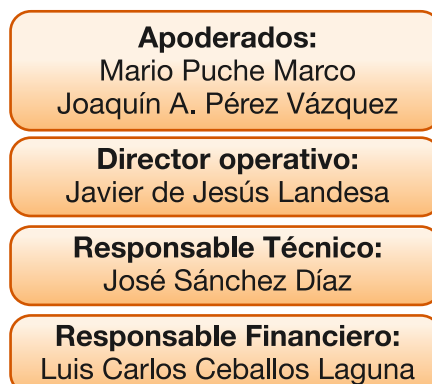 Apoderados:
Mario Puche Marco
Joaquín A. Pérez Vázquez
Director operativo:
Javier de Jesús Landesa
Responsable Técnico:
José Sánchez Díaz
Responsable Financiero:
Luis Carlos Ceballos Laguna